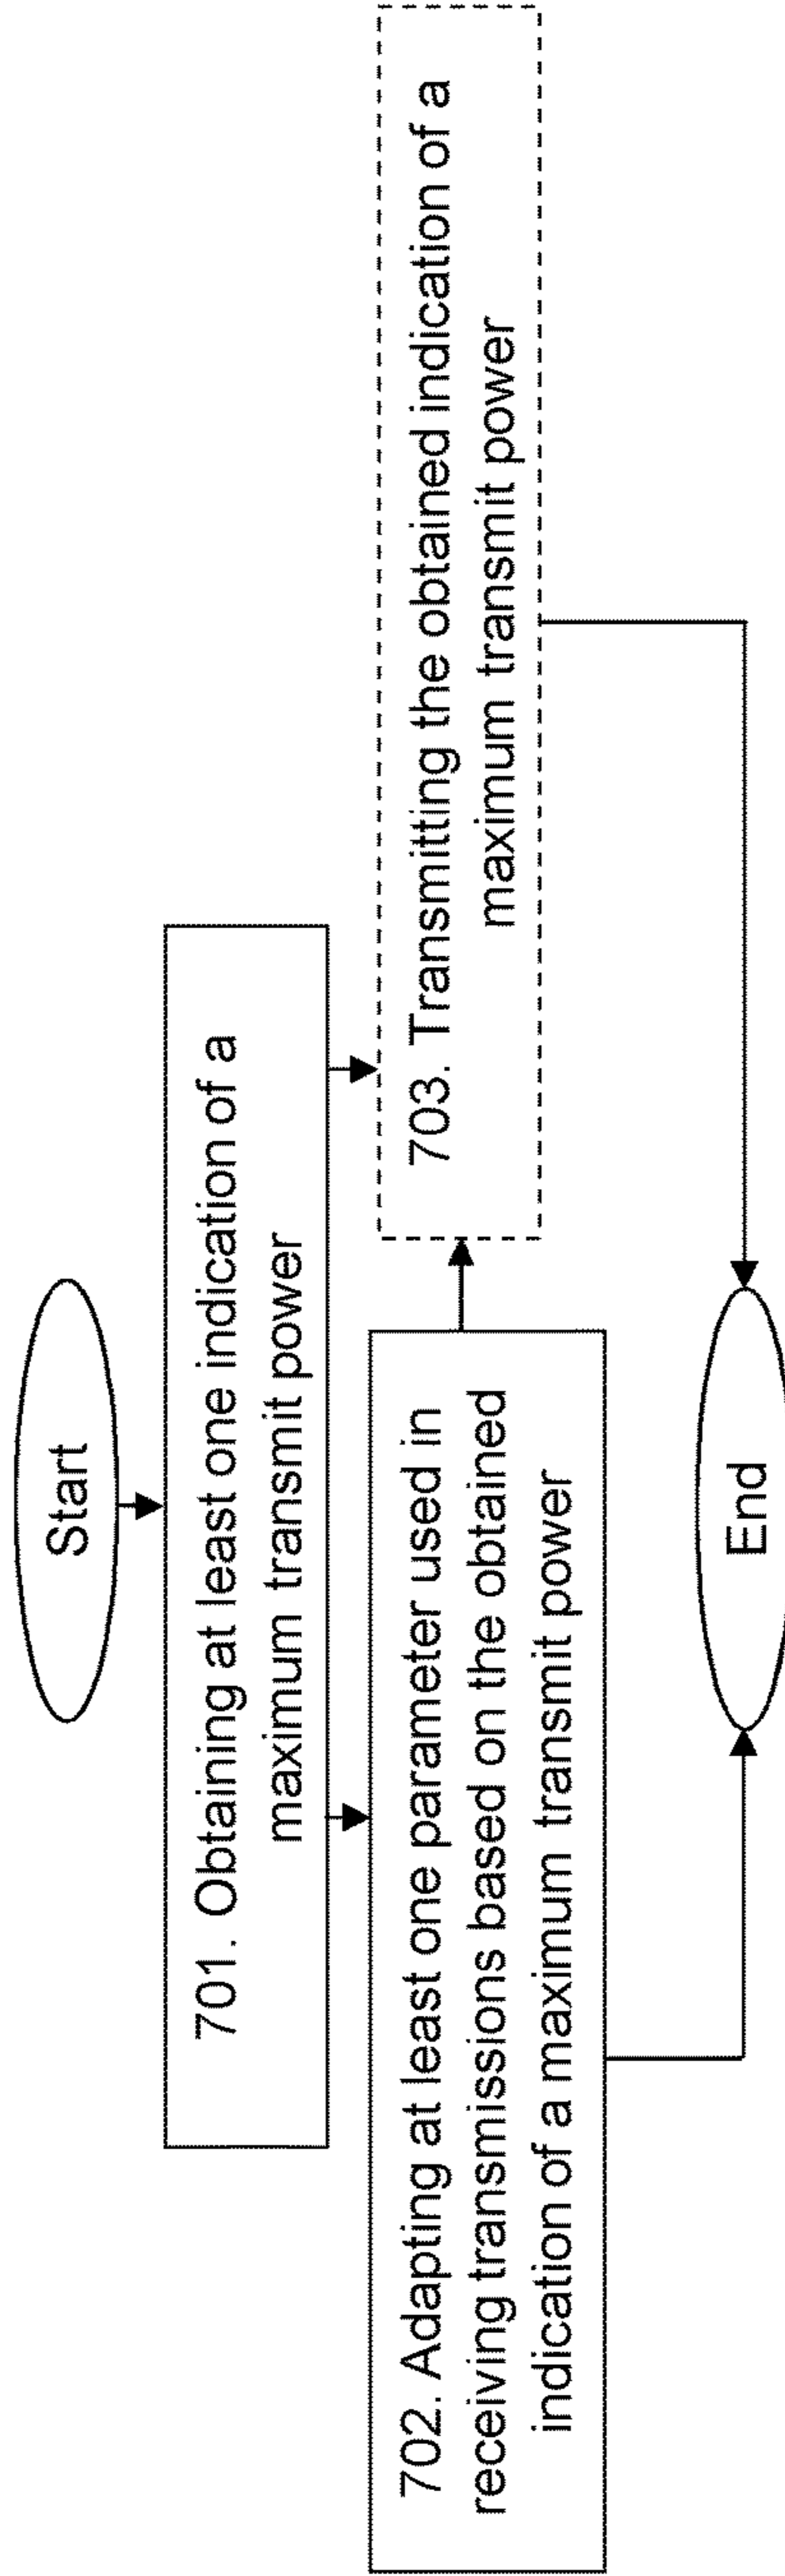 Start
701. Obtaining at least one indication of a
maximum transmit power
702. Adapting at least one parameter used in
receiving transmissions based on the obtained
indication of a maximum transmit power
703. Transmitting the obtained indication of a
maximum transmit power
End